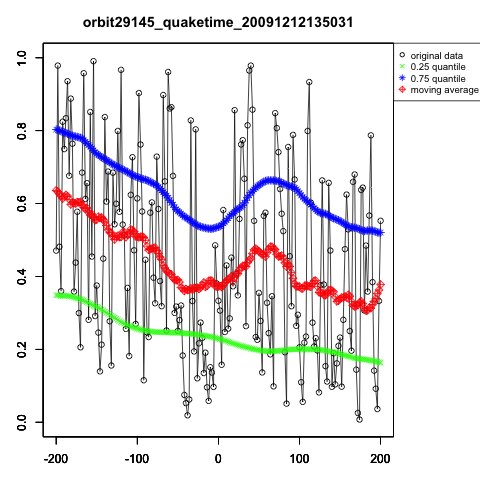 orbit29145_quaketime_20091212135031
original data
0.25 quantile
0.75 quantile
moving average
1.0
0.8
0.6
0.4
0.2
0.0
-200 -100 0 100 200